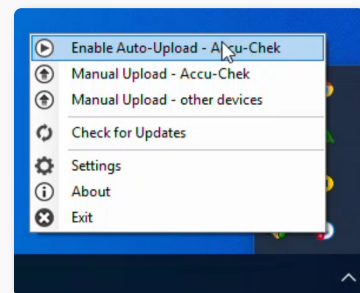 Enable Auto-Upload - Accu-Chek
Manual Upload - Accu-Chek
Manual Upload - other devices
Check for Updates
Settings
About
Exit